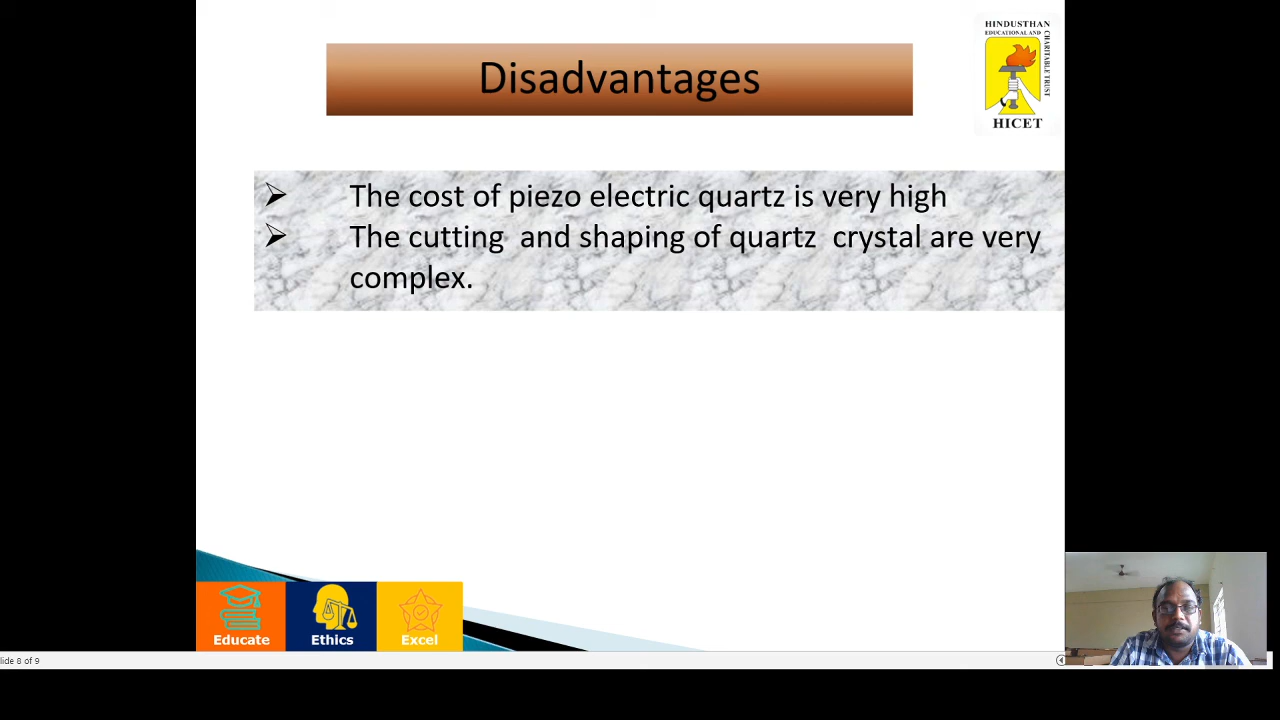 HINDUSTHAN
EDUCATIONAL AND
CHARITABLE TRUST
HICET
Disadvantages
➢ The cost of piezo electric quartz is very high
➢ The cutting and shaping of quartz crystal are very
complex.
Educate
Ethics
Excel
lide 8 of 9